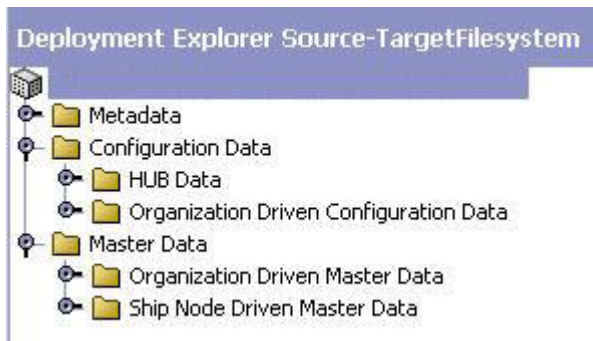 Deployment Explorer Source-TargetFilesystem
Metadata
Configuration Data
HUB Data
Organization Driven Configuration Data
Master Data
Organization Driven Master Data
Ship Node Driven Master Data